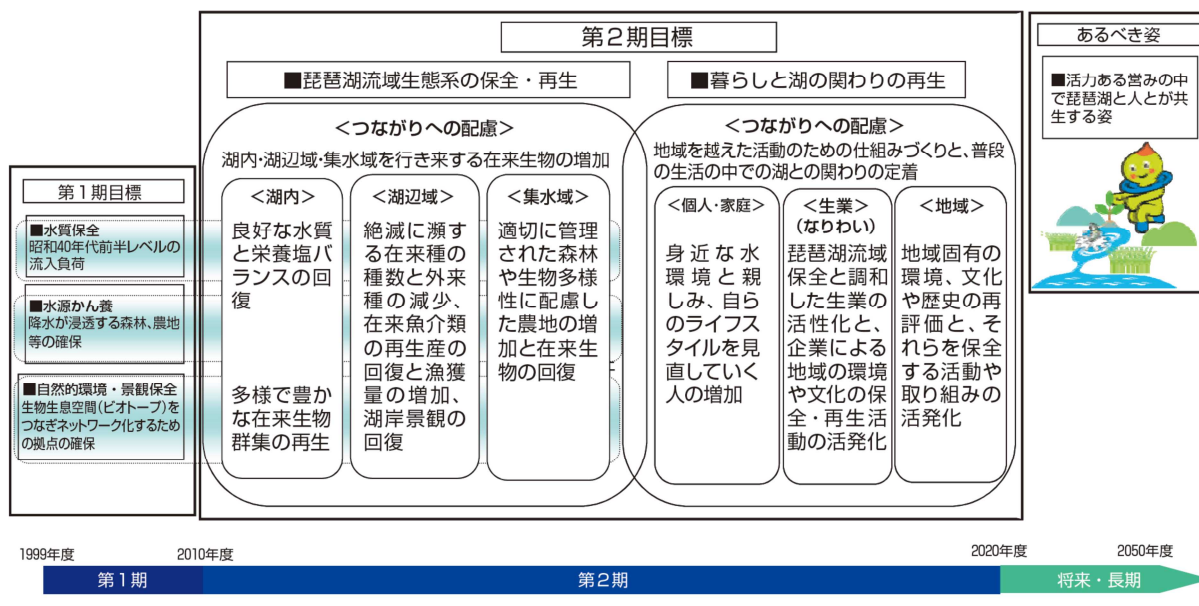 第1期目標
■水質保全
昭和40年代前半レベルの
流入負荷
■水源かん養
降水が浸透する森林、農地
等の確保
■自然的環境・景観保全
生物生息空間(ビオトープ)を
つなぎネットワーク化するため
の拠点の確保
第2期目標
■琵琶湖流域生態系の保全・再生
<つながりへの配慮>
湖内・湖辺域・集水域を行き来する在来生物の増加
<湖内>
良好な水質
と栄養塩バ
ランスの回
復
多様で豊か
な在来生物
群集の再生
<湖辺域>
絶滅に瀕す
る在来種の
種数と外来
種の減少、
在来魚介類
の再生産の
回復と漁獲
量の増加、
湖岸景観の
回復
<集水域>
適切に管理
された森林
や生物多様
性に配慮し
た農地の増
加と在来生
物の回復
■暮らしと湖の関わりの再生
<つながりへの配慮>
地域を越えた活動のための仕組みづくりと、普段
の生活の中での湖との関わりの定着
<個人・家庭>
身近な水
環境と親
しみ、自ら
のライフス
タイルを見
直していく
人の増加
<生業>
(なりわい)
琵琶湖流域
保全と調和
した生業の
活性化と、
企業による
地域の環境
や文化の保
全・再生活
動の活発化
<地域>
地域固有の
環境、文化
や歴史の再
評価と、そ
れらを保全
する活動や
取り組みの
活発化
あるべき姿
■活力ある営みの中
で琵琶湖と人とが共
生する姿
1999年度
2010年度
2020年度
2050年度
第1期
第2期
将来・長期